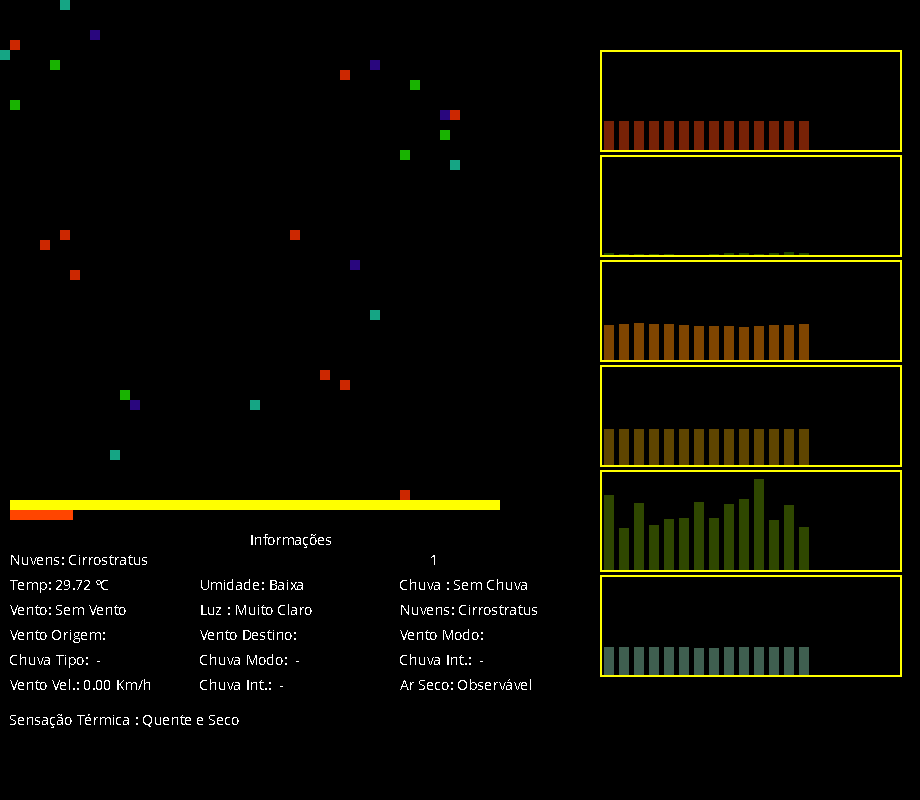 Informações
Nuvens: Cirrostratus 1
Temp: 29.72 ºC Umidade: Baixa Chuva : Sem Chuva
Vento: Sem Vento Luz : Muito Claro Nuvens: Cirrostratus
Vento Origem: Vento Destino: Vento Modo:
Chuva Tipo: - Chuva Modo: - Chuva Int.: -
Vento Vel.: 0.00 Km/h Chuva Int.: - Ar Seco: Observável
Sensação Térmica : Quente e Seco